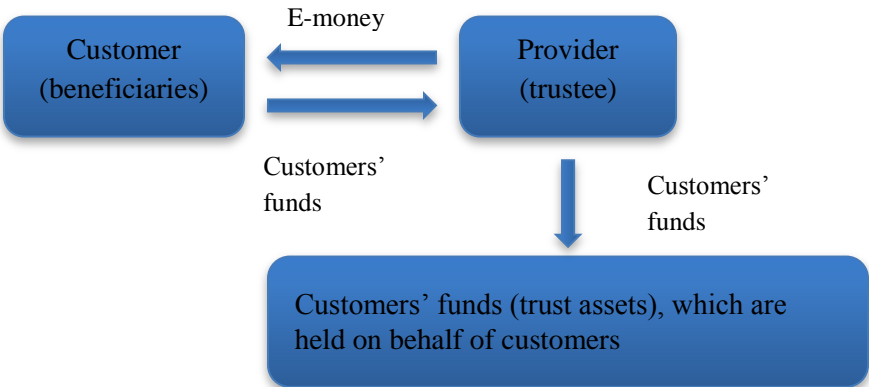 E-money
Customer
(beneficiaries)
Provider
(trustee)
Customers’
funds
Customers’
funds
Customers’ funds (trust assets), which are
held on behalf of customers